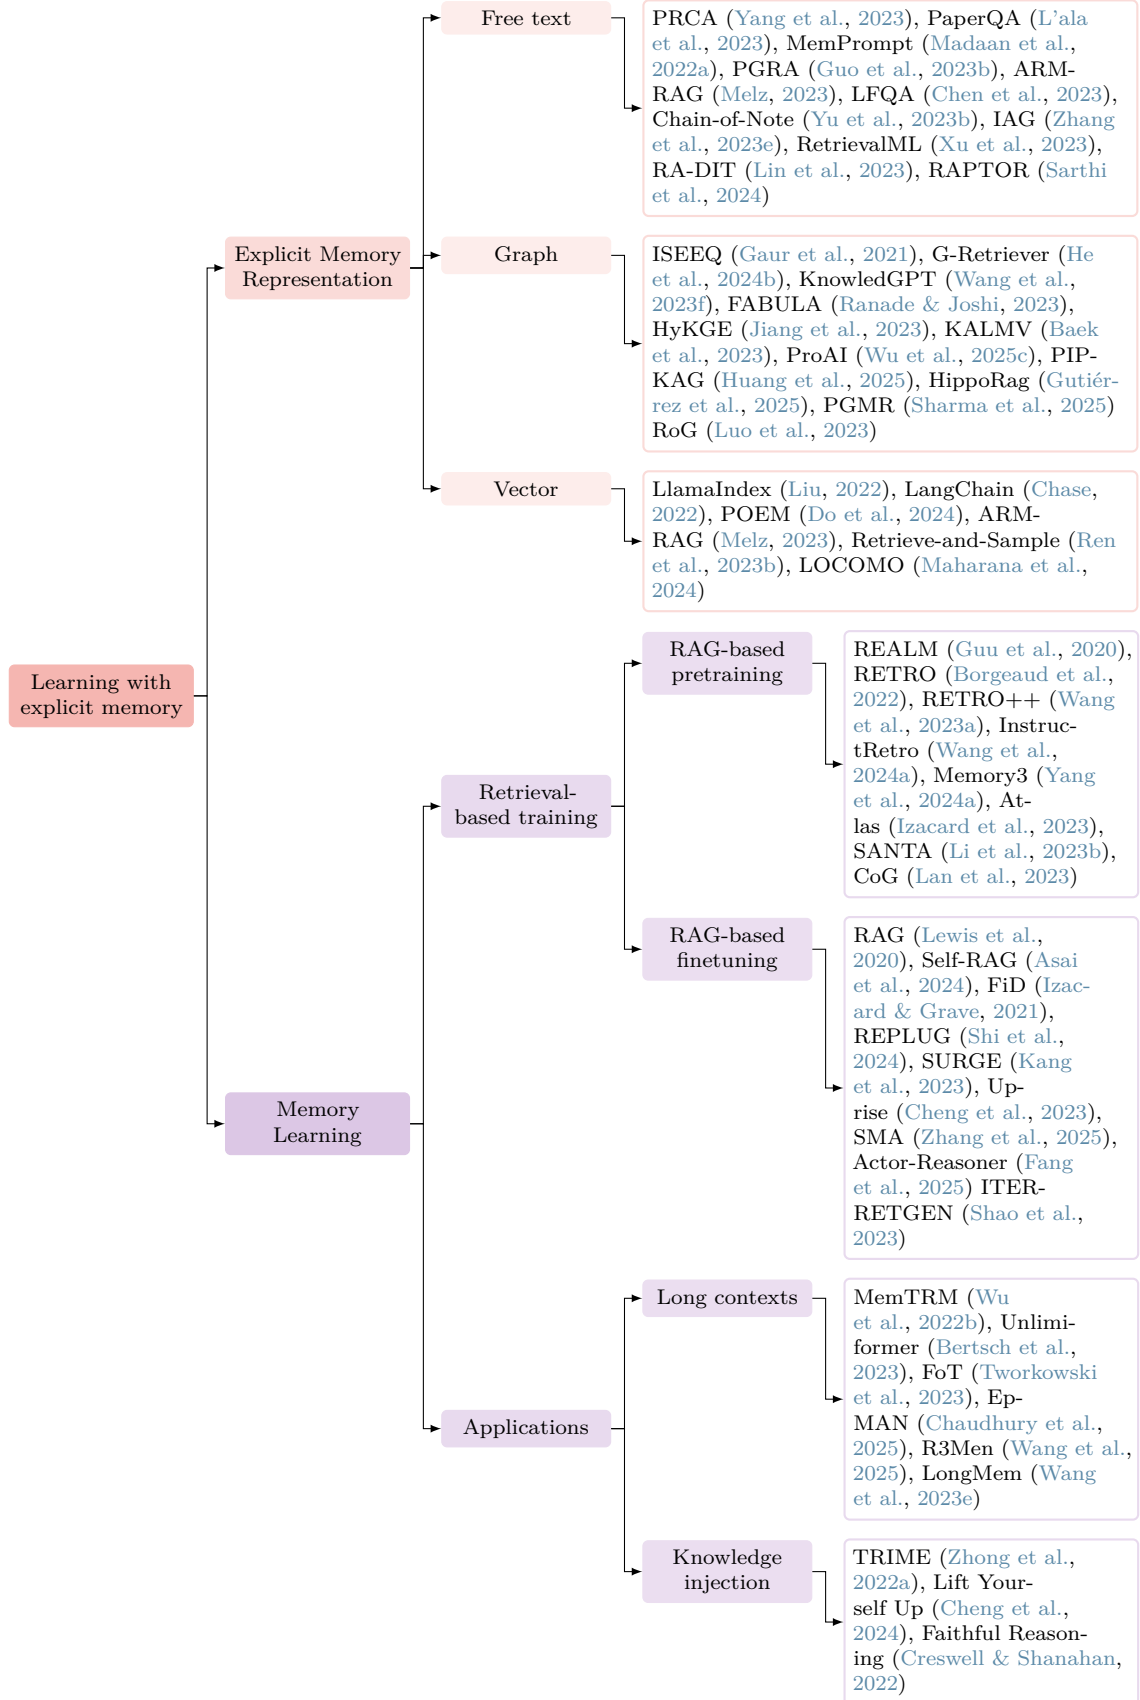 Free text
PRCA (Yang et al., 2023), PaperQA (L'ala
et al., 2023), MemPrompt (Madaan et al.,
2022a), PGRA (Guo et al., 2023b), ARM-
RAG (Melz, 2023), LFQA (Chen et al., 2023),
Chain-of-Note (Yu et al., 2023b), IAG (Zhang
et al., 2023e), RetrievalML (Xu et al., 2023),
RA-DIT (Lin et al., 2023), RAPTOR (Sarthi
et al., 2024)
Explicit Memory
Representation
Graph
ISEEQ (Gaur et al., 2021), G-Retriever (He
et al., 2024b), KnowledGPT (Wang et al.,
2023f), FABULA (Ranade & Joshi, 2023),
HyKGE (Jiang et al., 2023), KALMV (Baek
et al., 2023), ProAI (Wu et al., 2025c), PIP-
KAG (Huang et al., 2025), HippoRag (Gutiér-
rez et al., 2025), PGMR (Sharma et al., 2025)
RoG (Luo et al., 2023)
Vector
LlamaIndex (Liu, 2022), LangChain (Chase,
2022), POEM (Do et al., 2024), ARM-
RAG (Melz, 2023), Retrieve-and-Sample (Ren
et al., 2023b), LOCOMO (Maharana et al.,
2024)
Learning with
explicit memory
RAG-based
pretraining
REALM (Guu et al., 2020),
RETRO (Borgeaud et al.,
2022), RETRO++ (Wang
et al., 2023a), Instruc-
tRetro (Wang et al.,
2024a), Memory3 (Yang
et al., 2024a), At-
las (Izacard et al., 2023),
SANTA (Li et al., 2023b),
CoG (Lan et al., 2023)
Retrieval-
based training
RAG-based
finetuning
RAG (Lewis et al.,
2020), Self-RAG (Asai
et al., 2024), FiD (Izac-
ard & Grave, 2021),
REPLUG (Shi et al.,
2024), SURGE (Kang
et al., 2023), Up-
rise (Cheng et al., 2023),
SMA (Zhang et al., 2025),
Actor-Reasoner (Fang
et al., 2025) ITER-
RETGEN (Shao et al.,
2023)
Memory
Learning
Long contexts
MemTRM (Wu
et al., 2022b), Unlimi-
former (Bertsch et al.,
2023), FoT (Tworkowski
et al., 2023), Ep-
MAN (Chaudhury et al.,
2025), R3Men (Wang et al.,
2025), LongMem (Wang
et al., 2023e)
Applications
Knowledge
injection
TRIME (Zhong et al.,
2022a), Lift Your-
self Up (Cheng et al.,
2024), Faithful Reason-
ing (Creswell & Shanahan,
2022)